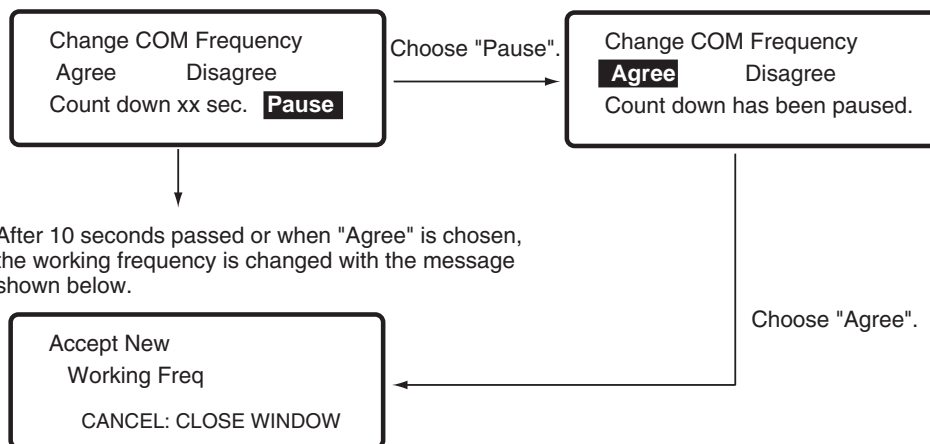 Change COM Frequency
Agree Disagree
Count down xx sec. Pause
Choose "Pause".
Change COM Frequency
Agree Disagree
Count down has been paused.
After 10 seconds passed or when "Agree" is chosen,
the working frequency is changed with the message
shown below.
Choose "Agree".
Accept New
Working Freq
CANCEL: CLOSE WINDOW